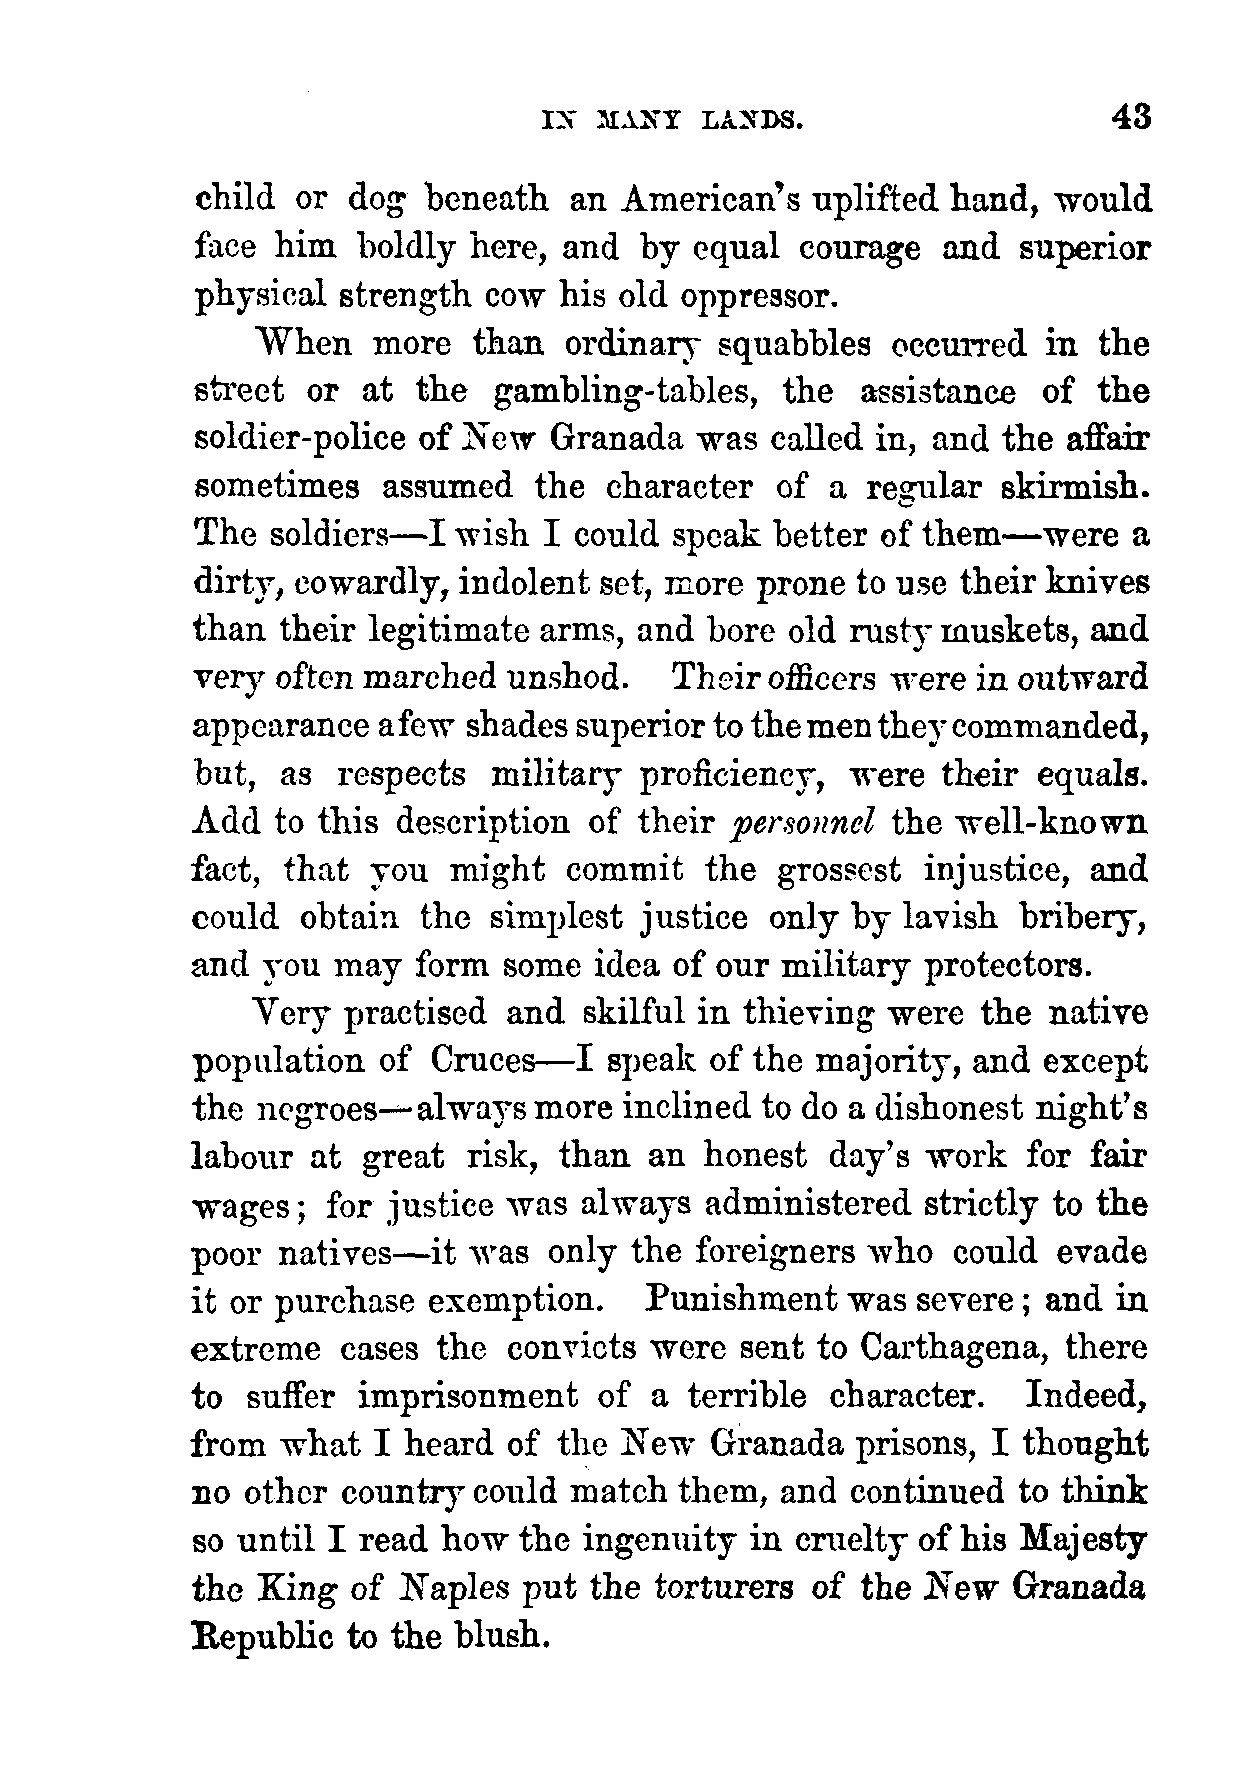 IN MANY LANDS. 43
child or dog beneath an American's uplifted hand, would
face him boldly here, and by equal courage and superior
physical strength cow his old oppressor.
When more than ordinary squabbles occurred in the
street or at the gambling-tables, the assistance of the
soldier-police of New Granada was called in, and the affair
sometimes assumed the character of a regular skirmish.
The soldiers—I wish I could speak better of them—were a
dirty, cowardly, indolent set, more prone to use their knives
than their legitimate arms, and bore old rusty muskets, and
very often marched unshod. Their officers were in outward
appearance a few shades superior to the men they commanded,
but, as respects military proficiency, were their equals.
Add to this description of their personnel the well-known
fact, that you might commit the grossest injustice, and
could obtain the simplest justice only by lavish bribery,
and you may form some idea of our military protectors.
Very practised and skilful in thieving were the native
population of Cruces—I speak of the majority, and except
the negroes—always more inclined to do a dishonest night's
labour at great risk, than an honest day's work for fair
wages; for justice was always administered strictly to the
poor natives—it was only the foreigners who could evade
it or purchase exemption. Punishment was severe; and in
extreme cases the convicts were sent to Carthagena, there
to suffer imprisonment of a terrible character. Indeed,
from what I heard of the New Granada prisons, I thought
no other country could match them, and continued to think
so until I read how the ingenuity in cruelty of his Majesty
the King of Naples put the torturers of the New Granada
Republic to the blush.